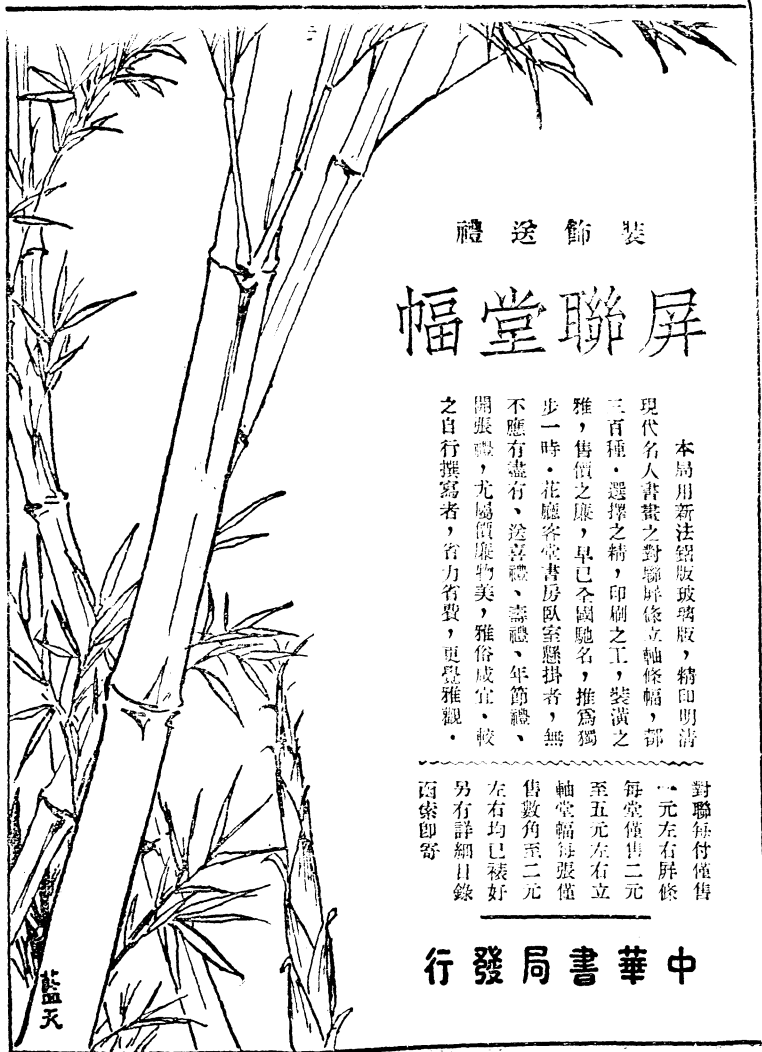 裝飾送禮
屏聯堂幅
本局用新法鋅版玻璃版，精印明淸
現代名人書畫之對聯屏條立軸條幅，都
三百種．選擇之精，印刷之工，裝潢之
雅，售價之廉，早已全國馳名，推爲獨
步一時．花廳客堂書房臥室懸掛者，無
不應有盡有、送喜禮、壽禮、年節禮、
開張禮，尤屬價廉物美，雅俗咸宜．較
之自行撰寫者，省力省費，更覺雅觀．
對聯每付僅售
一元左右屏條
每堂僅售二元
至五元左右立
軸堂幅每張僅
售數角至二元
左右均已裱好
另有詳細目錄
函索卽寄
中華書局發行
藍天